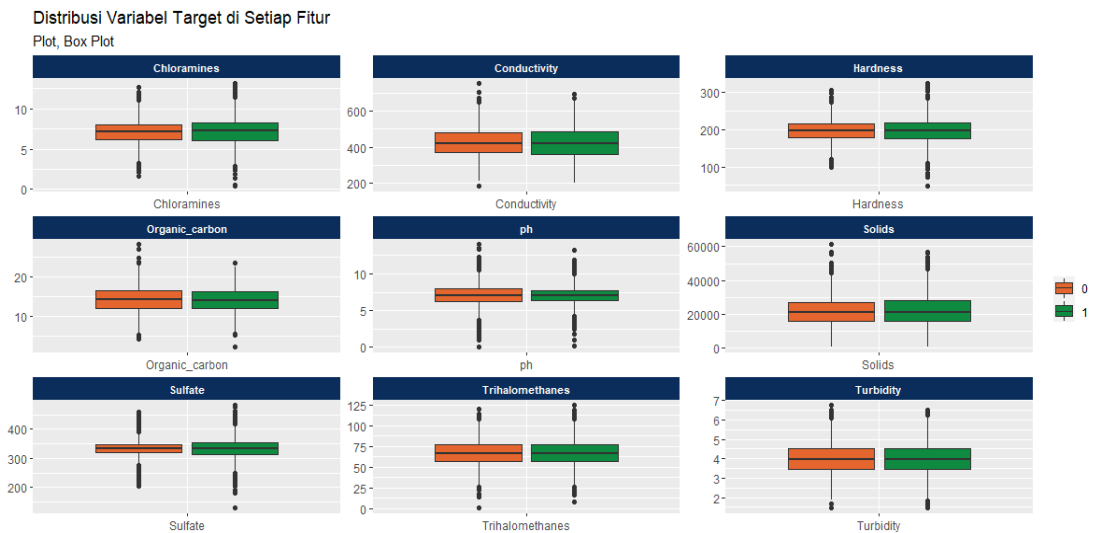 Distribusi Variabel Target di Setiap Fitur
Plot, Box Plot
Chloramines
Conductivity
Hardness
10
5
0
600
400
200
300
200
100
Chloramines
Conductivity
Hardness
Organic_carbon
ph
Solids
20
10
10
5
0
60000
40000
20000
0
0
1
Organic_carbon
ph
Solids
Sulfate
Trihalomethanes
Turbidity
400
300
200
125
100
75
50
25
0
7
6
5
4
3
2
Sulfate
Trihalomethanes
Turbidity